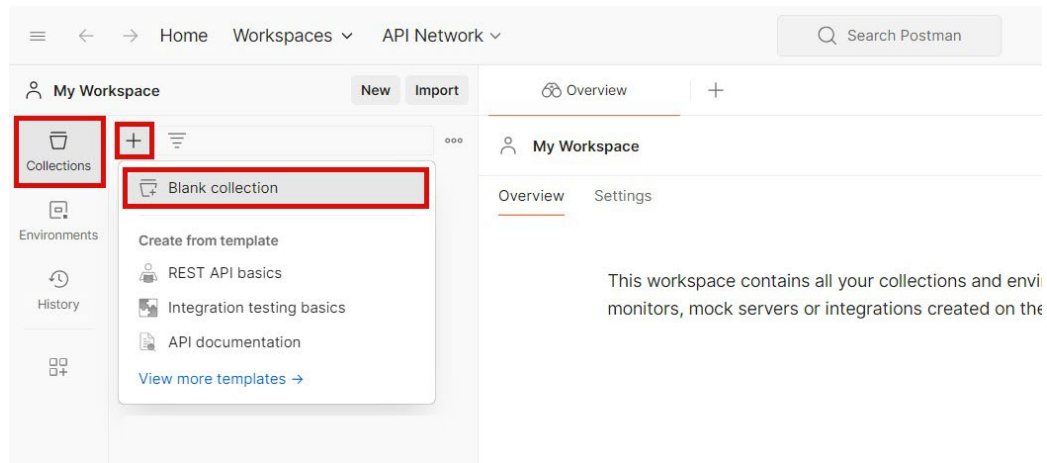 Home Workspaces API Network
Search Postman
My Workspace New Import
Overview
Collections
Environments
History
Blank collection
Create from template
REST API basics
Integration testing basics
API documentation
View more templates →
My Workspace
Overview Settings
This workspace contains all your collections and envi
monitors, mock servers or integrations created on the